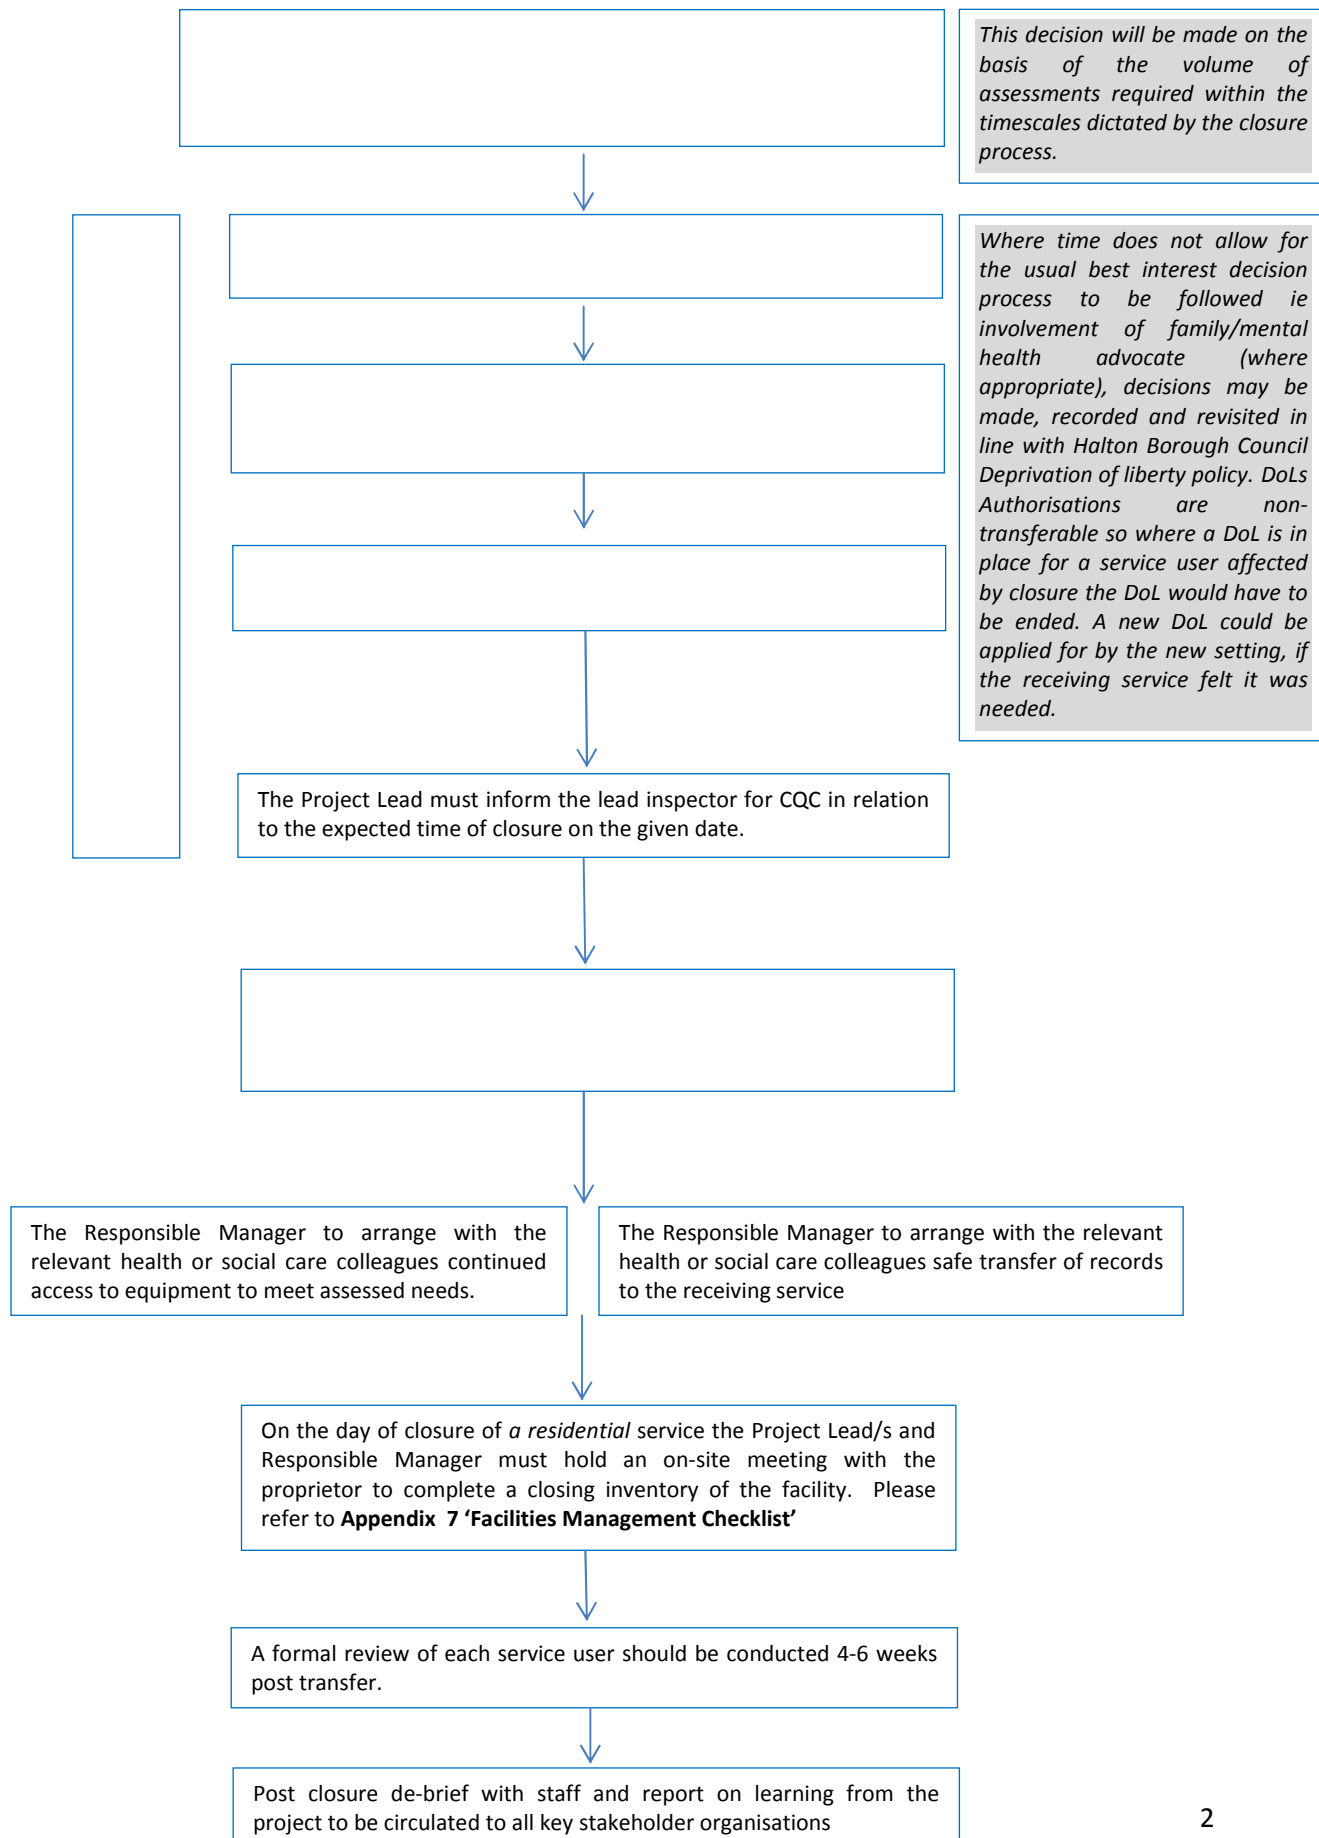 This decision will be made on the
basis of the volume of
assessments required within the
timescales dictated by the closure
process.
Where time does not allow for
the usual best interest decision
process to be followed ie
involvement of family/mental
health advocate (where
appropriate), decisions may be
made, recorded and revisited in
line with Halton Borough Council
Deprivation of liberty policy. DoLs
Authorisations are non-
transferable so where a DoL is in
place for a service user affected
by closure the DoL would have to
be ended. A new DoL could be
applied for by the new setting, if
the receiving service felt it was
needed.
The Project Lead must inform the lead inspector for CQC in relation
to the expected time of closure on the given date.
The Responsible Manager to arrange with the
relevant health or social care colleagues continued
access to equipment to meet assessed needs.
The Responsible Manager to arrange with the relevant
health or social care colleagues safe transfer of records
to the receiving service
On the day of closure of a residential service the Project Lead/s and
Responsible Manager must hold an on-site meeting with the
proprietor to complete a closing inventory of the facility. Please
refer to Appendix 7 ‘Facilities Management Checklist’
A formal review of each service user should be conducted 4-6 weeks
post transfer.
Post closure de-brief with staff and report on learning from the
project to be circulated to all key stakeholder organisations
2